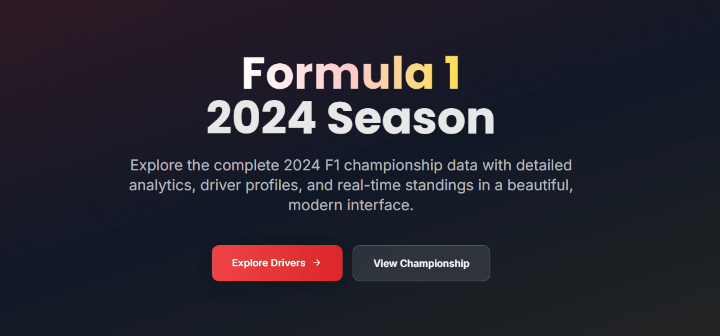 Formula 1
2024 Season
Explore the complete 2024 F1 championship data with detailed
analytics, driver profiles, and real-time standings in a beautiful,
modern interface.
Explore Drivers →
View Championship